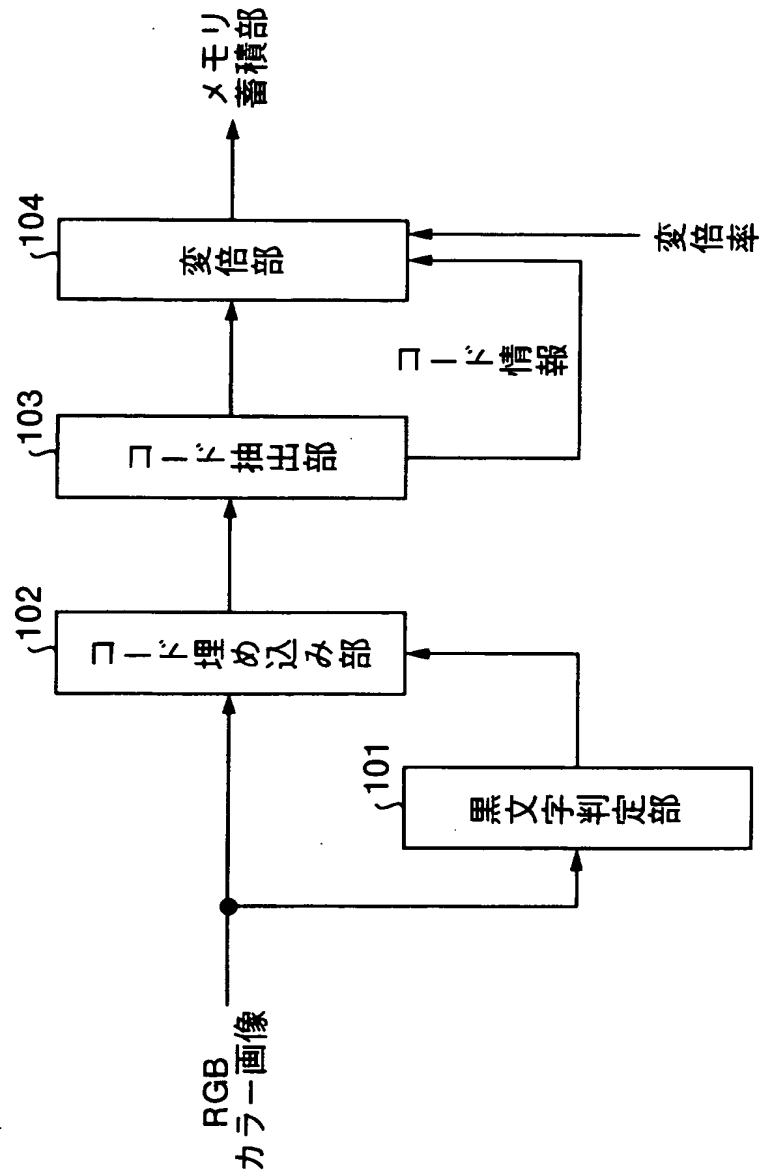 RGB
カラー画像
101
黒文字判定部
102
コード埋め込み部
103
コード抽出部
コード情報
104
変倍部
変倍率
メモリ
蓄積部